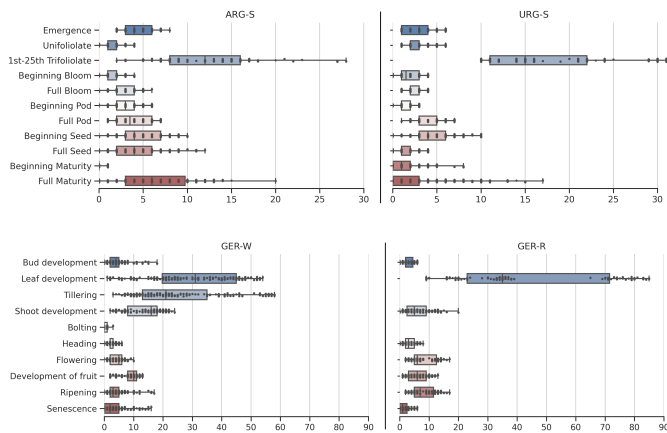 ARG-S
URG-S
Emergence
Unifoliolate
1st-25th Trifoliolate
Beginning Bloom
Full Bloom
Beginning Pod
Full Pod
Beginning Seed
Full Seed
Beginning Maturity
Full Maturity
0 5 10 15 20 25 30
0 5 10 15 20 25 30
GER-W
GER-R
Bud development
Leaf development
Tillering
Shoot development
Bolting
Heading
Flowering
Development of fruit
Ripening
Senescence
0 10 20 30 40 50 60 70 80 90
0 10 20 30 40 50 60 70 80 90